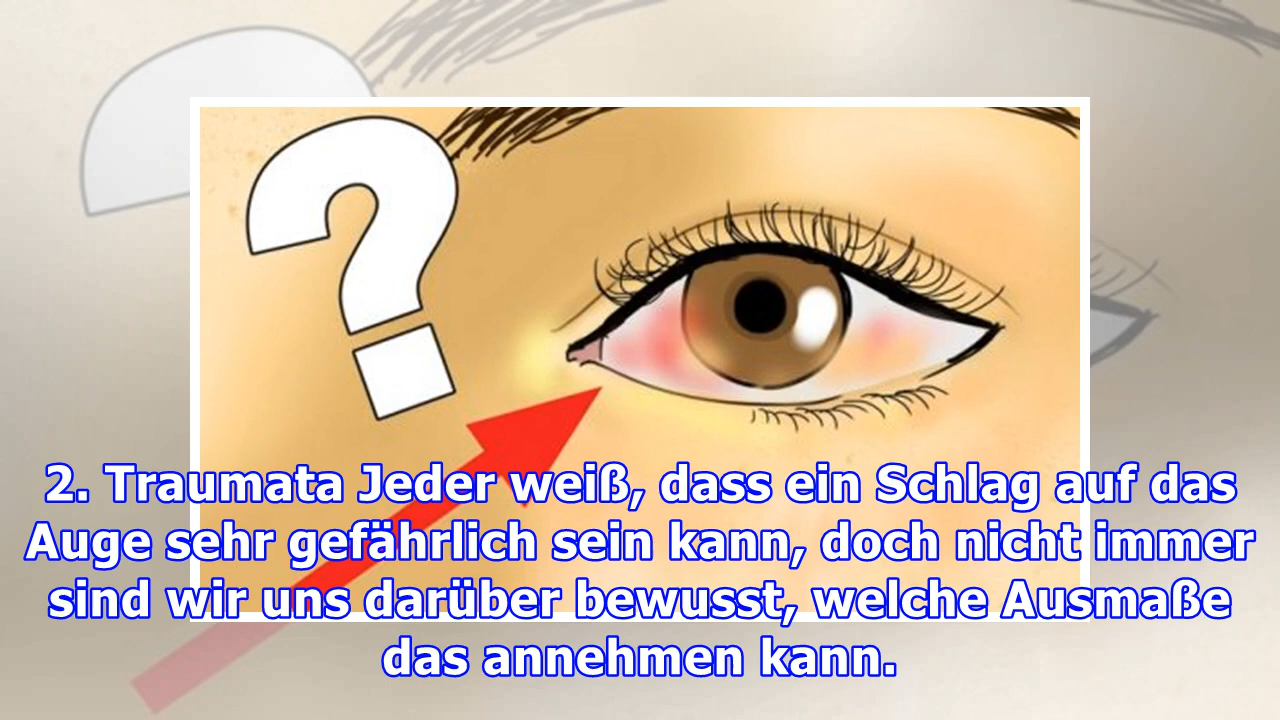 ?
2. Traumata Jeder weiß, dass ein Schlag auf das
Auge sehr gefährlich sein kann, doch nicht immer
sind wir uns darüber bewusst, welche Ausmaße
das annehmen kann.